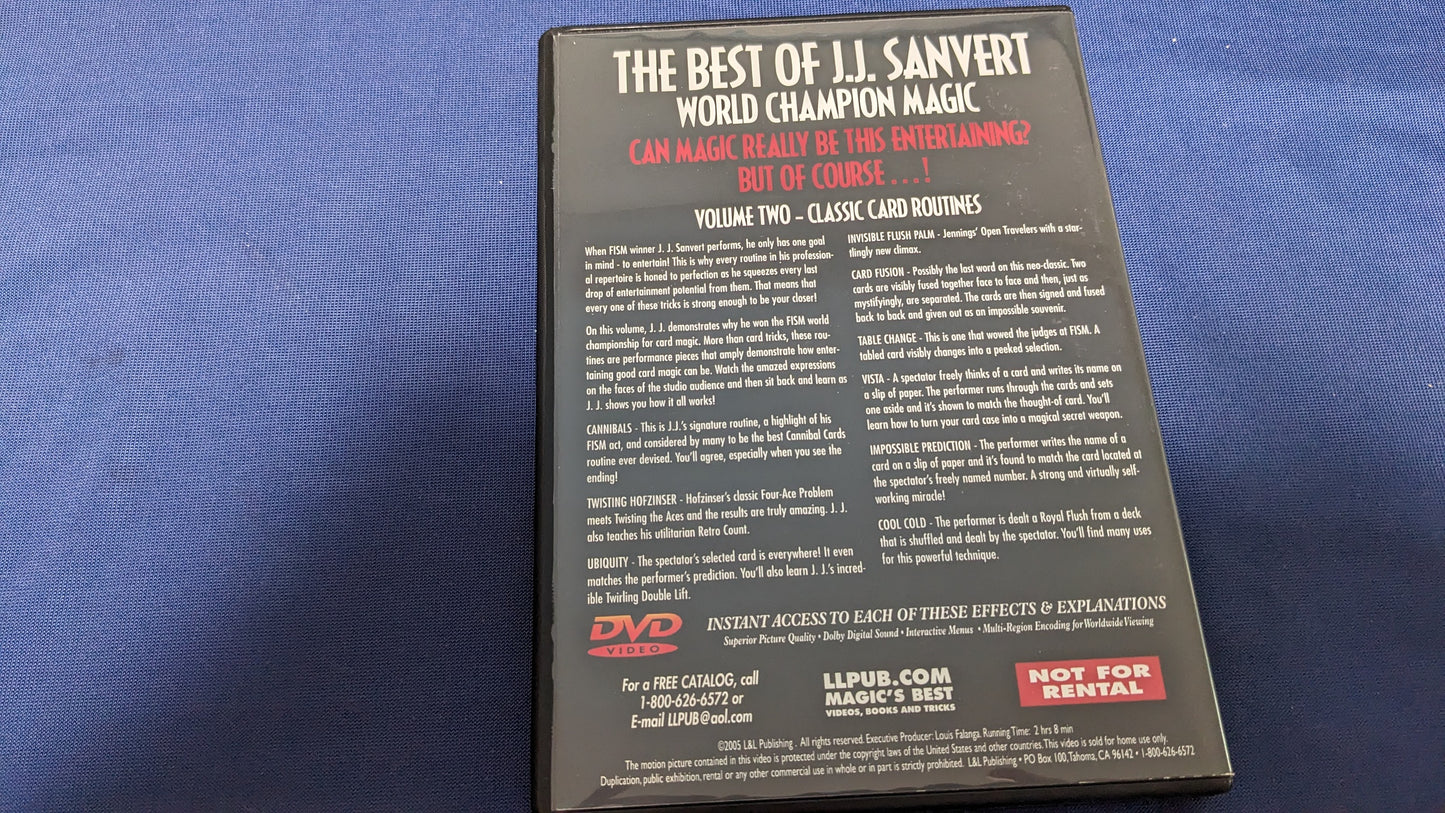 THE BEST OF J.J. SANVERT
WORLD CHAMPION MAGIC
CAN MAGIC REALLY BE THIS ENTERTAINING?
BUT OF COURSE . . .!
VOLUME TWO – CLASSIC CARD ROUTINES
When FISM winner J. J. Sanvert performs, he only has one goal
in mind - to entertain! This is why every routine in his profession-
al repertoire is honed to perfection as he squeezes every last
drop of entertainment potential from them. That means that
every one of these tricks is strong enough to be your closer!
On this volume, J. J. demonstrates why he won the FISM world
championship for card magic. More than card tricks, these rou-
tines are performance pieces that amply demonstrate how enter-
taining good card magic can be. Watch the amazed expressions
on the faces of the studio audience and then sit back and learn as
J. J. shows you how it all works!
CANNIBALS - This is J.J.'s signature routine, a highlight of his
FISM act, and considered by many to be the best Cannibal Cards
routine ever devised. You'll agree, especially when you see the
ending!
TWISTING HOFZINSER - Hofzinser's classic Four-Ace Problem
meets Twisting the Aces and the results are truly amazing. J. J.
also teaches his utilitarian Retro Count.
UBIQUITY - The spectator's selected card is everywhere! It even
matches the performer's prediction. You'll also learn J. J.'s incred-
ible Twirling Double Lift.
INVISIBLE FLUSH PALM - Jennings' Open Travelers with a star-
tlingly new climax.
CARD FUSION - Possibly the last word on this neo-classic. Two
cards are visibly fused together face to face and then, just as
mystifyingly, are separated. The cards are then signed and fused
back to back and given out as an impossible souvenir.
TABLE CHANGE - This is one that wowed the judges at FISM. A
tabled card visibly changes into a peeked selection.
VISTA - A spectator freely thinks of a card and writes its name on
a slip of paper. The performer runs through the cards and sets
one aside and it's shown to match the thought-of card. You'll
learn how to turn your card case into a magical secret weapon.
IMPOSSIBLE PREDICTION - The performer writes the name of a
card on a slip of paper and it's found to match the card located at
the spectator's freely named number. A strong and virtually self-
working miracle!
COOL COLD - The performer is dealt a Royal Flush from a deck
that is shuffled and dealt by the spectator. You'll find many uses
for this powerful technique.
DVD
VIDEO
INSTANT ACCESS TO EACH OF THESE EFFECTS & EXPLANATIONS
Superior Picture Quality • Dolby Digital Sound • Interactive Menus • Multi-Region Encoding for Worldwide Viewing
For a FREE CATALOG, call
1-800-626-6572 or
E-mail LLPUB@aol.com
LLPUB.COM
MAGIC'S BEST
VIDEOS, BOOKS AND TRICKS
NOT FOR
RENTAL
©2005 L&L Publishing . All rights reserved. Executive Producer: Louis Falanga. Running Time: 2 hrs 8 min
The motion picture contained in this video is protected under the copyright laws of the United States and other countries. This video is sold for home use only.
Duplication, public exhibition, rental or any other commercial use in whole or in part is strictly prohibited. L&L Publishing • PO Box 100, Tahoma, CA 96142 • 1-800-626-6572